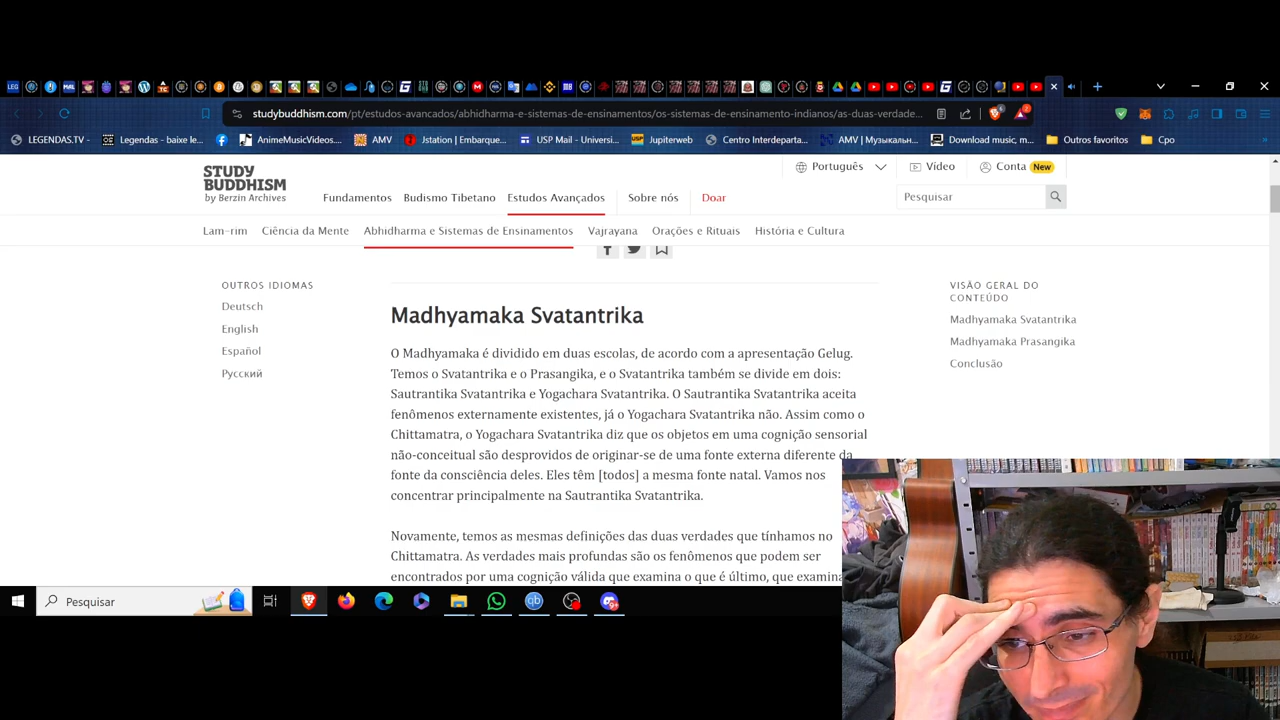 LEG
MAL
studybuddhism.com/pt/estudos-avancados/abhidharma-e-sistemas-de-ensinamentos/os-sistemas-de-ensinamento-indianos/as-duas-verdade...
LEGENDAS.TV -
Legendas - baixe le...
AnimeMusicVideos....
AMV
Jstation | Embarque...
USP Mail - Universi...
Jupiterweb
Centro Interdeparta...
AMV | Музыкальн...
Download music, m...
Outros favoritos
Cpo
STUDY
BUDDHISM
by Berzin Archives
Português
Vídeo
Conta New
Fundamentos
Budismo Tibetano
Estudos Avançados
Sobre nós
Doar
Pesquisar
Lam-rim
Ciência da Mente
Abhidharma e Sistemas de Ensinamentos
Vajrayana
Orações e Rituais
História e Cultura
OUTROS IDIOMAS
Deutsch
English
Español
Русский
Madhyamaka Svatantrika
O Madhyamaka é dividido em duas escolas, de acordo com a apresentação Gelug.
Temos o Svatantrika e o Prasangika, e o Svatantrika também se divide em dois:
Sautrantika Svatantrika e Yogachara Svatantrika. O Sautrantika Svatantrika aceita
fenômenos externamente existentes, já o Yogachara Svatantrika não. Assim como o
Chittamatra, o Yogachara Svatantrika diz que os objetos em uma cognição sensorial
não-conceitual são desprovidos de originar-se de uma fonte externa diferente da
fonte da consciência deles. Eles têm [todos] a mesma fonte natal. Vamos nos
concentrar principalmente na Sautrantika Svatantrika.
Novamente, temos as mesmas definições das duas verdades que tínhamos no
Chittamatra. As verdades mais profundas são os fenômenos que podem ser
encontrados por uma cognição válida que examina o que é último, que examina
VISÃO GERAL DO
CONTEÚDO
Madhyamaka Svatantrika
Madhyamaka Prasangika
Conclusão
Pesquisar